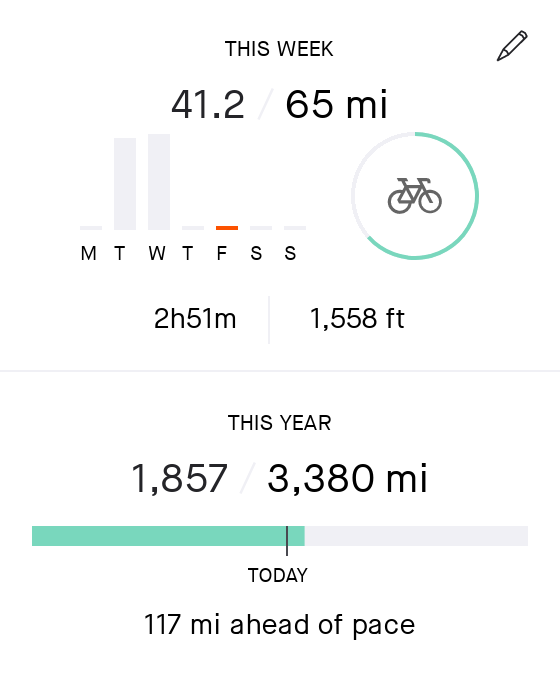 THIS WEEK
41.2 / 65 mi
M T W T F S S
2h51m 1,558 ft
THIS YEAR
1,857 / 3,380 mi
TODAY
117 mi ahead of pace